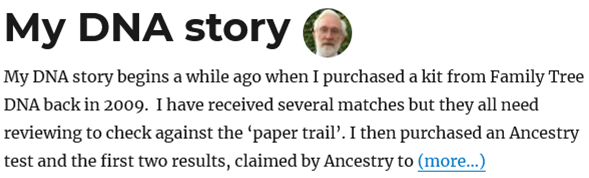 My DNA story
My DNA story begins a while ago when I purchased a kit from Family Tree
DNA back in 2009.  I have received several matches but they all need
reviewing to check against the ‘paper trail’. I then purchased an Ancestry
test and the first two results, claimed by Ancestry to (more…)